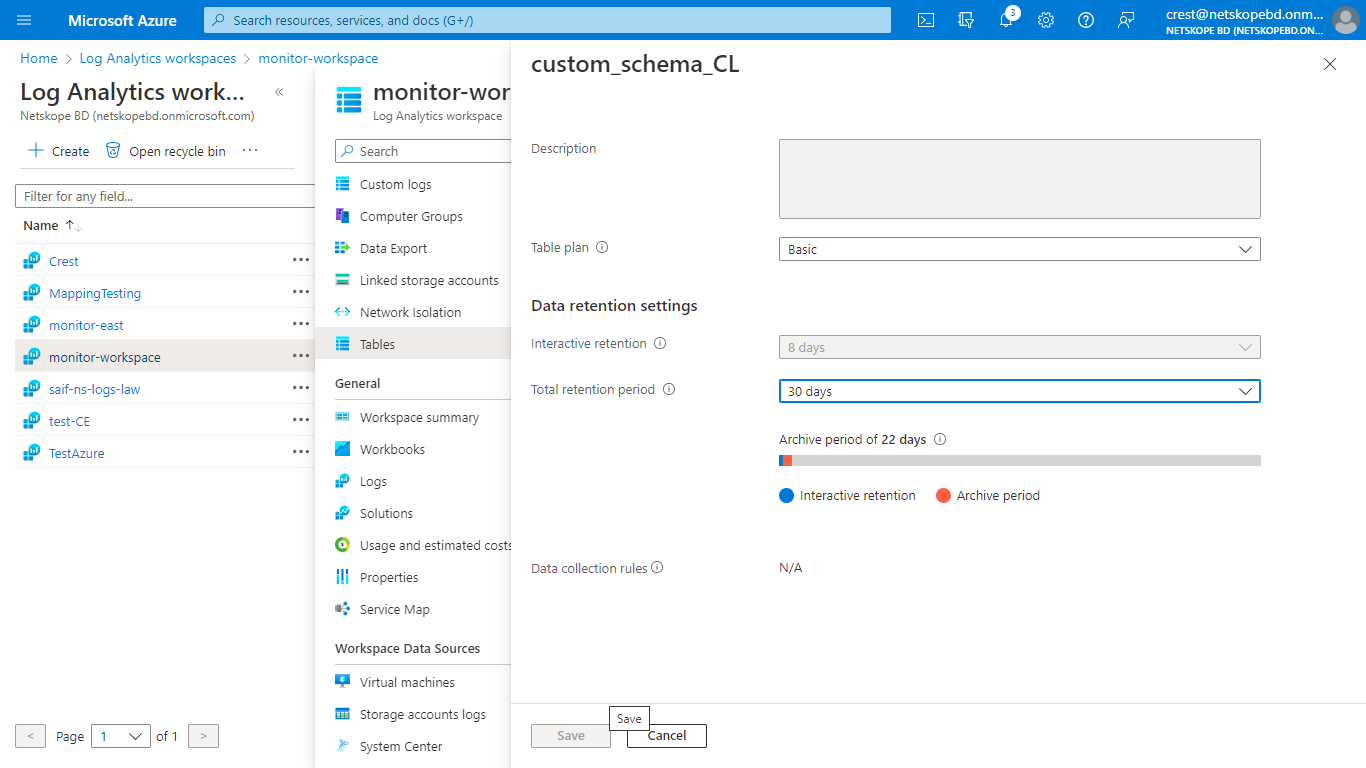 Microsoft Azure
Search resources, services, and docs (G+/)
3
crest@netskopebd.onm...
NETSKOPE BD (NETSKOPEBD.ON...
Home > Log Analytics workspaces > monitor-workspace
Log Analytics work... «
Netskope BD (netskopebd.onmicrosoft.com)
+ Create
Open recycle bin
...
Filter for any field...
Name ↑↓
Crest ...
MappingTesting ...
monitor-east ...
monitor-workspace ...
saif-ns-logs-law ...
test-CE ...
TestAzure ...
< Page 1 of 1 >
monitor-wor
Log Analytics workspace
Search
Custom logs
Computer Groups
Data Export
Linked storage accounts
Network Isolation
Tables
General
Workspace summary
Workbooks
Logs
Solutions
Usage and estimated costs
Properties
Service Map
Workspace Data Sources
Virtual machines
Storage accounts logs
System Center
custom_schema_CL
Description
Table plan
Basic
Data retention settings
Interactive retention
8 days
Total retention period
30 days
Archive period of 22 days
Interactive retention
Archive period
Data collection rules
N/A
Save
Save
Cancel